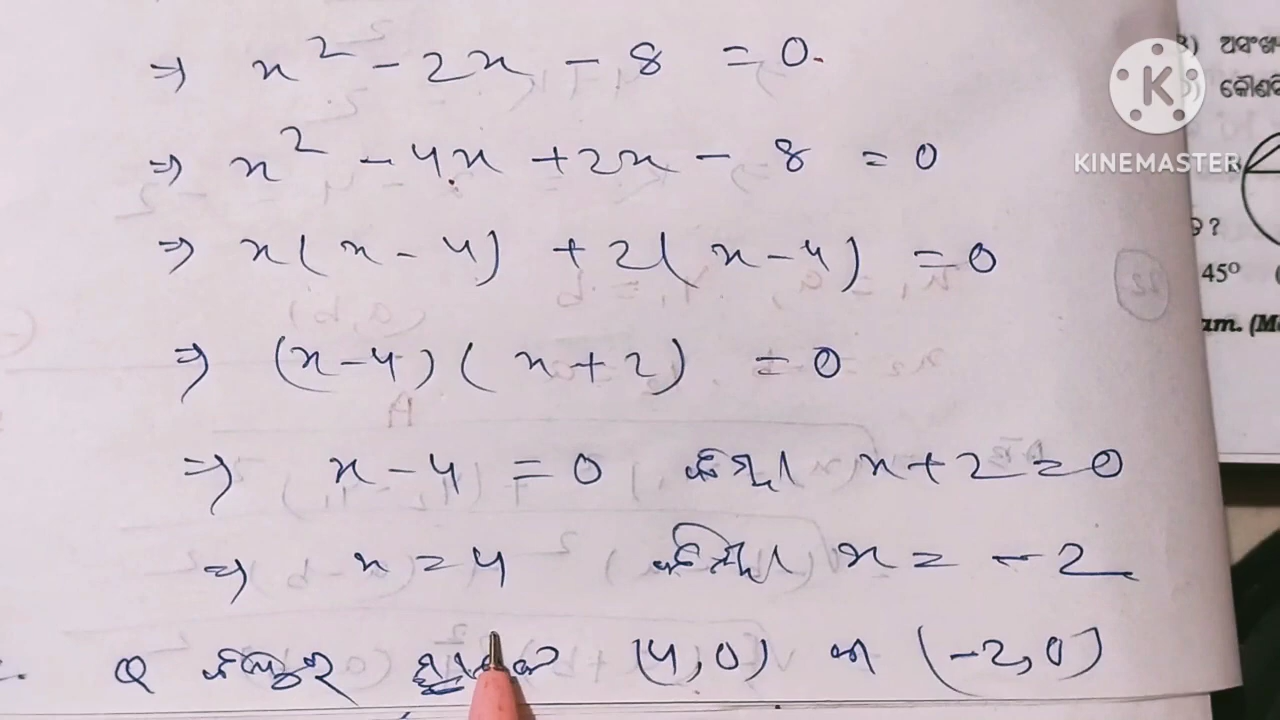 ⇒ x² - 2x - 8 = 0.
⇒ x² - 4x + 2x - 8 = 0
⇒ x(x - 4) + 2(x - 4) = 0
⇒ (x - 4)(x + 2) = 0
⇒ x - 4 = 0 କିମ୍ବା x + 2 = 0
⇒ x = 4 କିମ୍ବା x = -2
Q ବିନ୍ଦୁର (4, 0) ବା (-2, 0)
KINEMASTER
45°
am.